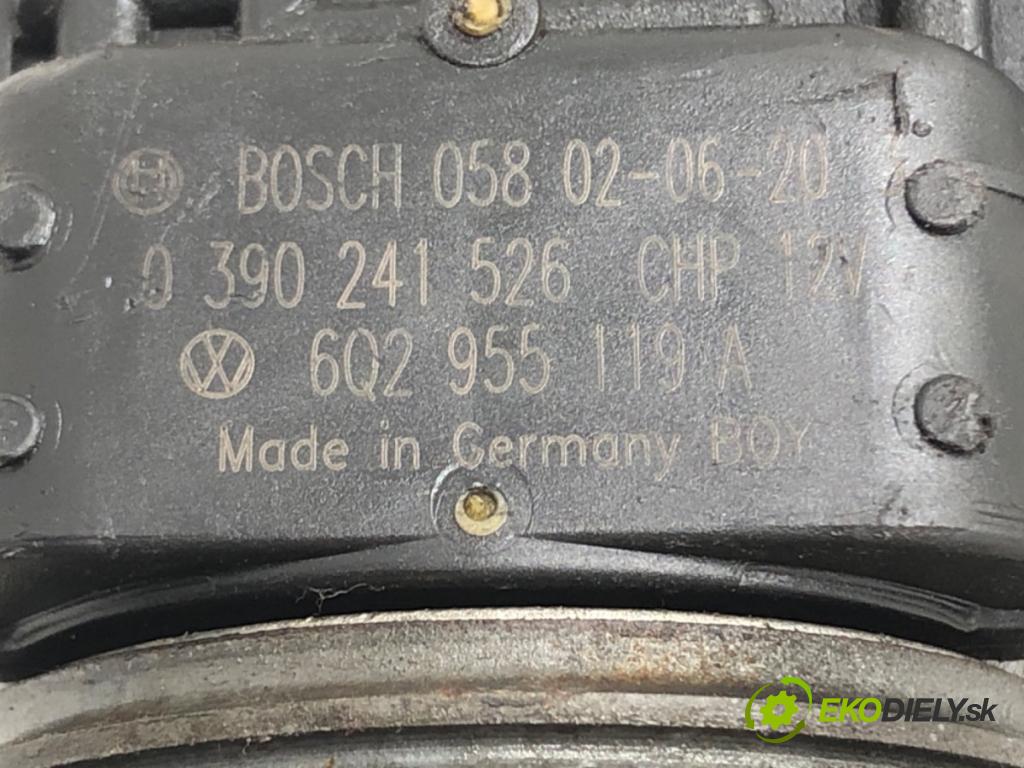 BOSCH 058 02-06-20
0 390 241 526 CHP 12V
6Q2 955 119 A
Made in Germany BOY
EKODIELY.sk